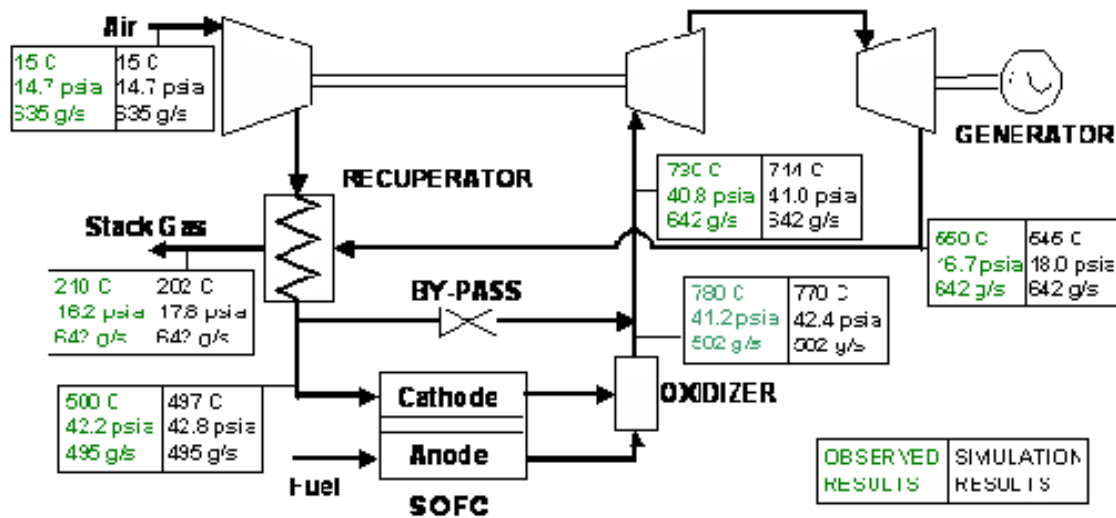 Air
15 C 15 C
14.7 psia 14.7 psia
635 g/s 635 g/s
GENERATOR
RECUPERATOR
730 C 714 C
40.8 psia 41.0 psia
642 g/s 642 g/s
Stack Gas
550 C 545 C
16.7 psia 18.0 psia
642 g/s 642 g/s
210 C 202 C
16.2 psia 17.8 psia
642 g/s 642 g/s
BY-PASS
780 C 770 C
41.2 psia 42.4 psia
502 g/s 502 g/s
OXIDIZER
500 C 497 C
42.2 psia 42.8 psia
495 g/s 495 g/s
Cathode
Anode
Fuel
SOFC
OBSERVED SIMULATION
RESULTS RESULTS